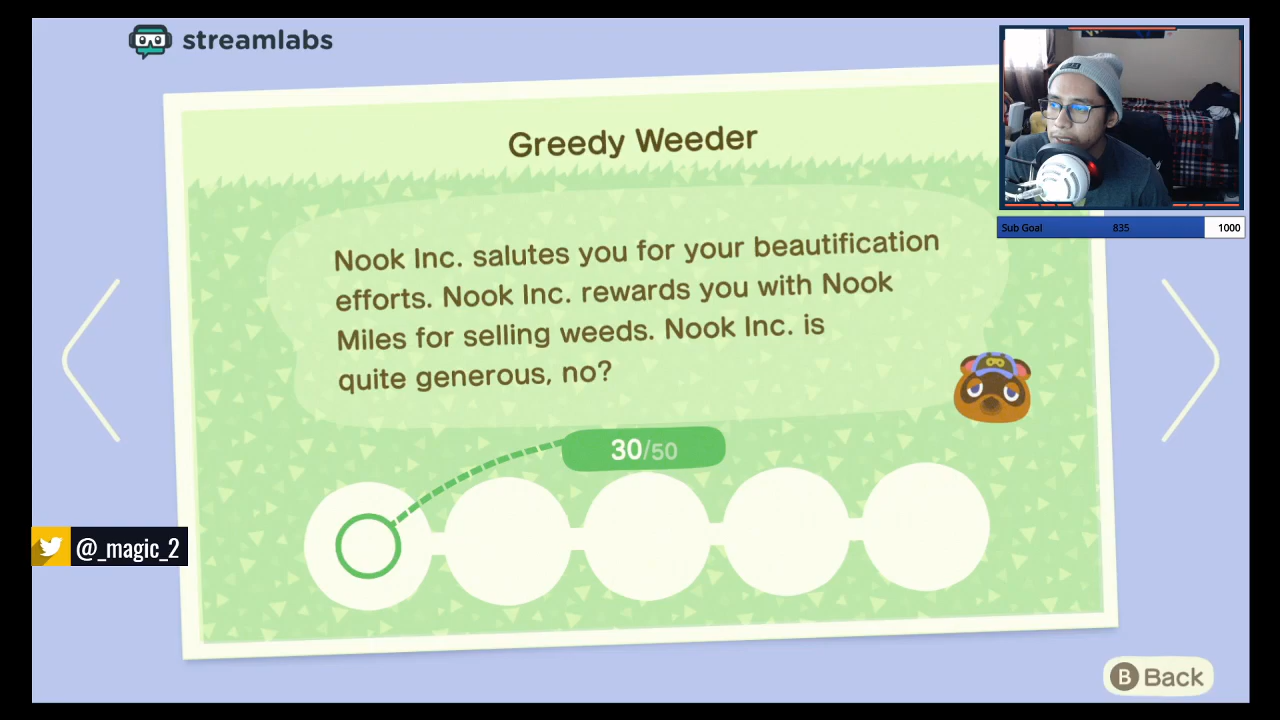 streamlabs
Greedy Weeder
Nook Inc. salutes you for your beautification
efforts. Nook Inc. rewards you with Nook
Miles for selling weeds. Nook Inc. is
quite generous, no?
30/50
Sub Goal 835 1000
@_magic_2
B Back